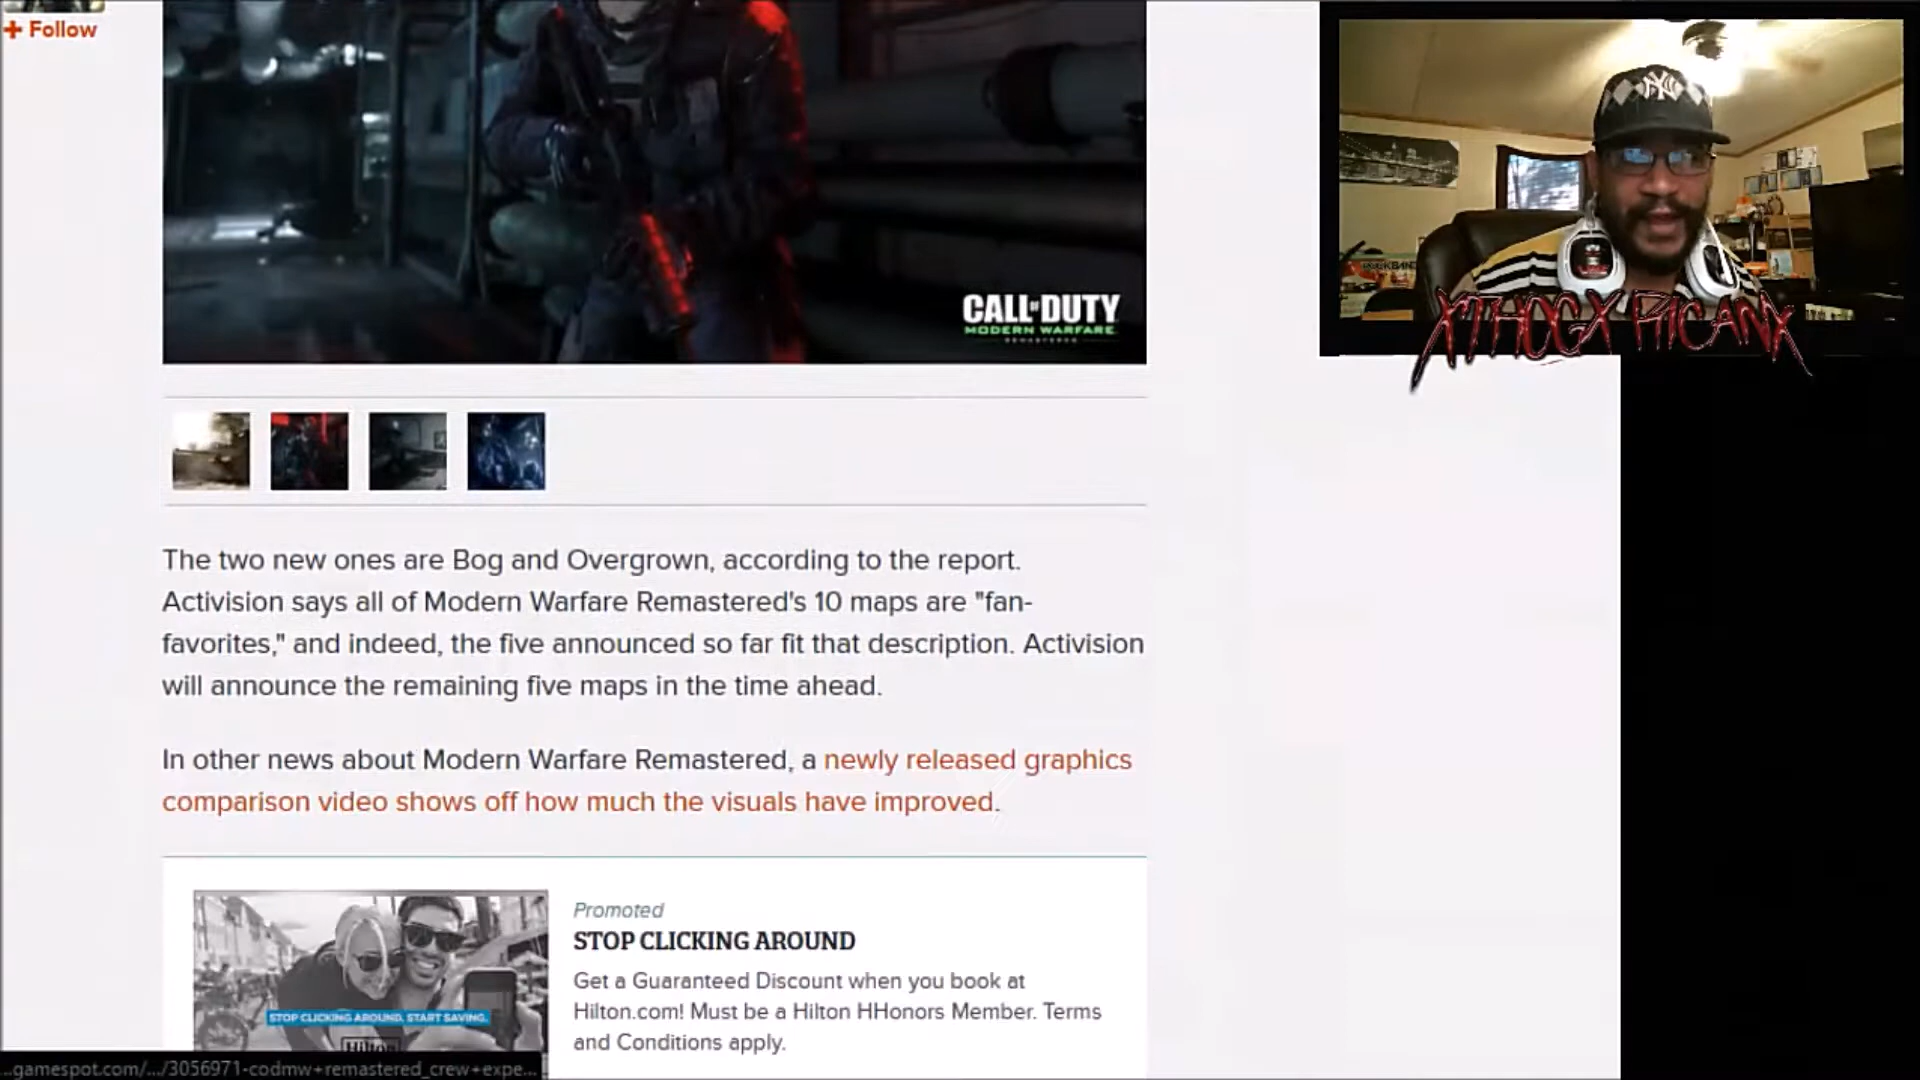 + Follow
CALL OF DUTY
MODERN WARFARE
REMASTERED
NY
XTHOGX RICANX
The two new ones are Bog and Overgrown, according to the report.
Activision says all of Modern Warfare Remastered's 10 maps are "fan-
favorites," and indeed, the five announced so far fit that description. Activision
will announce the remaining five maps in the time ahead.
In other news about Modern Warfare Remastered, a newly released graphics
comparison video shows off how much the visuals have improved.
Promoted
STOP CLICKING AROUND
Get a Guaranteed Discount when you book at
Hilton.com! Must be a Hilton HHonors Member. Terms
and Conditions apply.
STOP CLICKING AROUND. START SAVING.
Hilton
...gamespot.com/.../3056971-codmw+remastered_crew+expe...